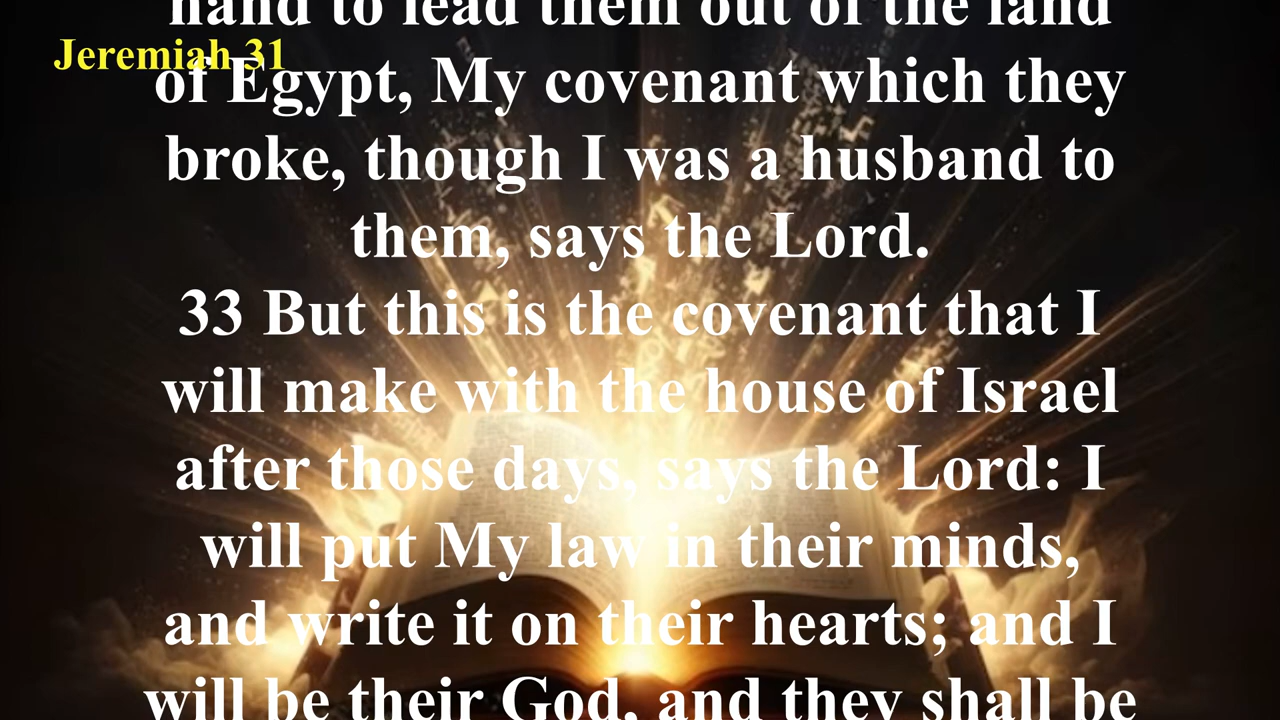 hand to lead them out of the land
Jeremiah 31
of Egypt, My covenant which they
broke, though I was a husband to
them, says the Lord.
33 But this is the covenant that I
will make with the house of Israel
after those days, says the Lord: I
will put My law in their minds,
and write it on their hearts; and I
will be their God, and they shall be